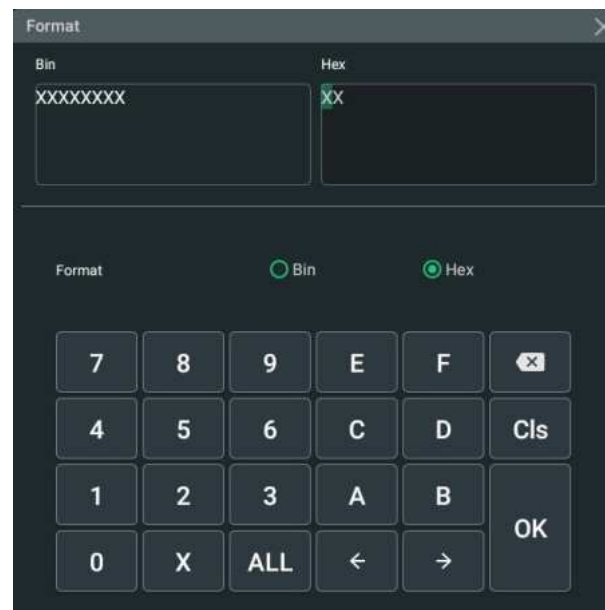 Format
Bin Hex
XXXXXXXX XX
Format Bin Hex
7 8 9 E F
4 5 6 C D Cls
1 2 3 A B
OK
0 X ALL ← →